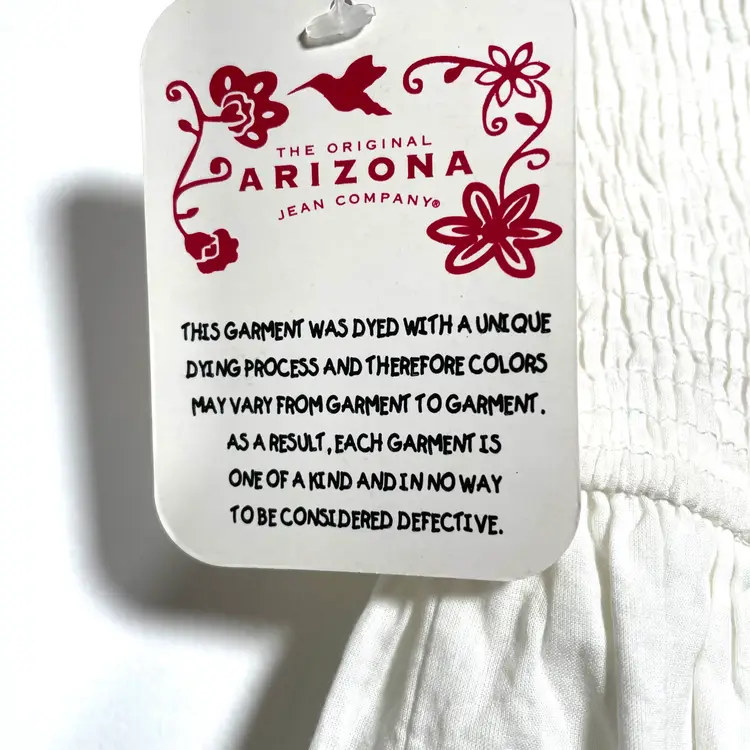 THE ORIGINAL
ARIZONA
JEAN COMPANY®
THIS GARMENT WAS DYED WITH A UNIQUE
DYING PROCESS AND THEREFORE COLORS
MAY VARY FROM GARMENT TO GARMENT.
AS A RESULT, EACH GARMENT IS
ONE OF A KIND AND IN NO WAY
TO BE CONSIDERED DEFECTIVE.